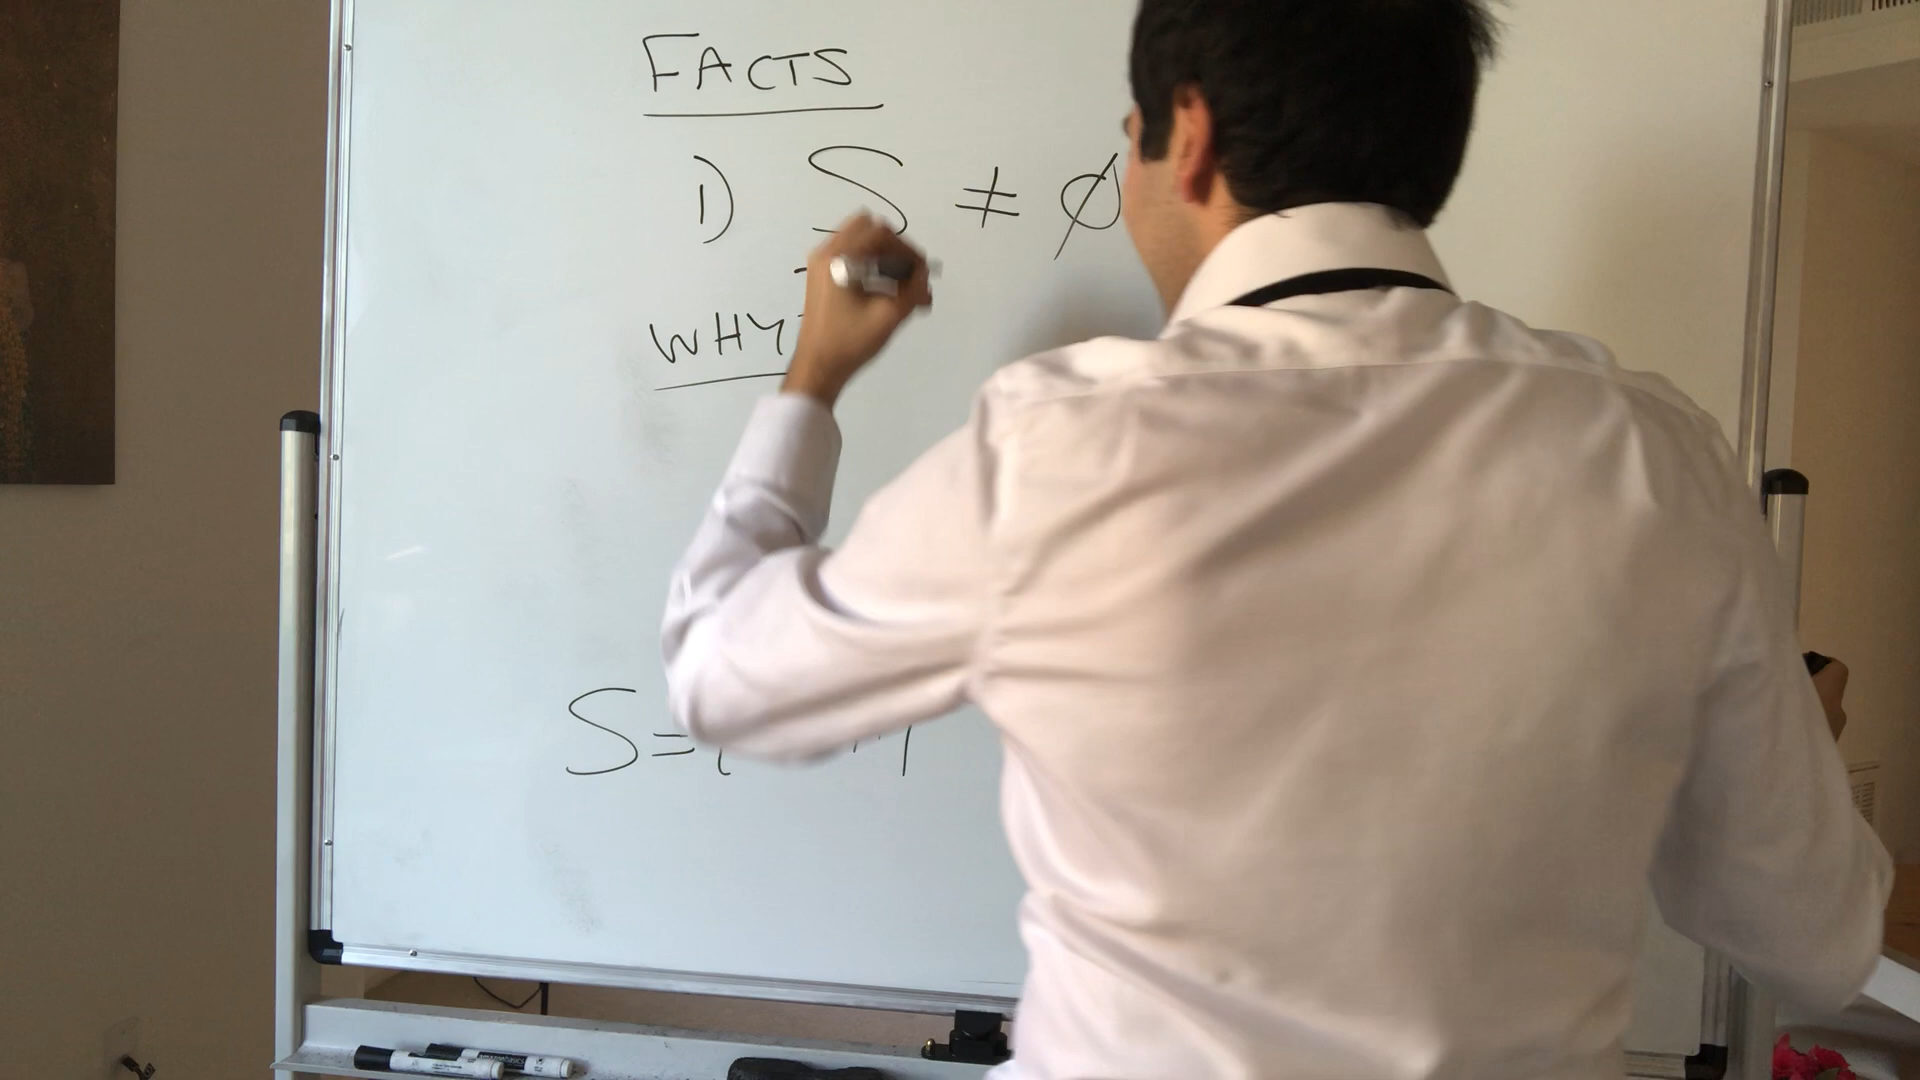 FACTS
1) S ≠ ∅
WHY
S =